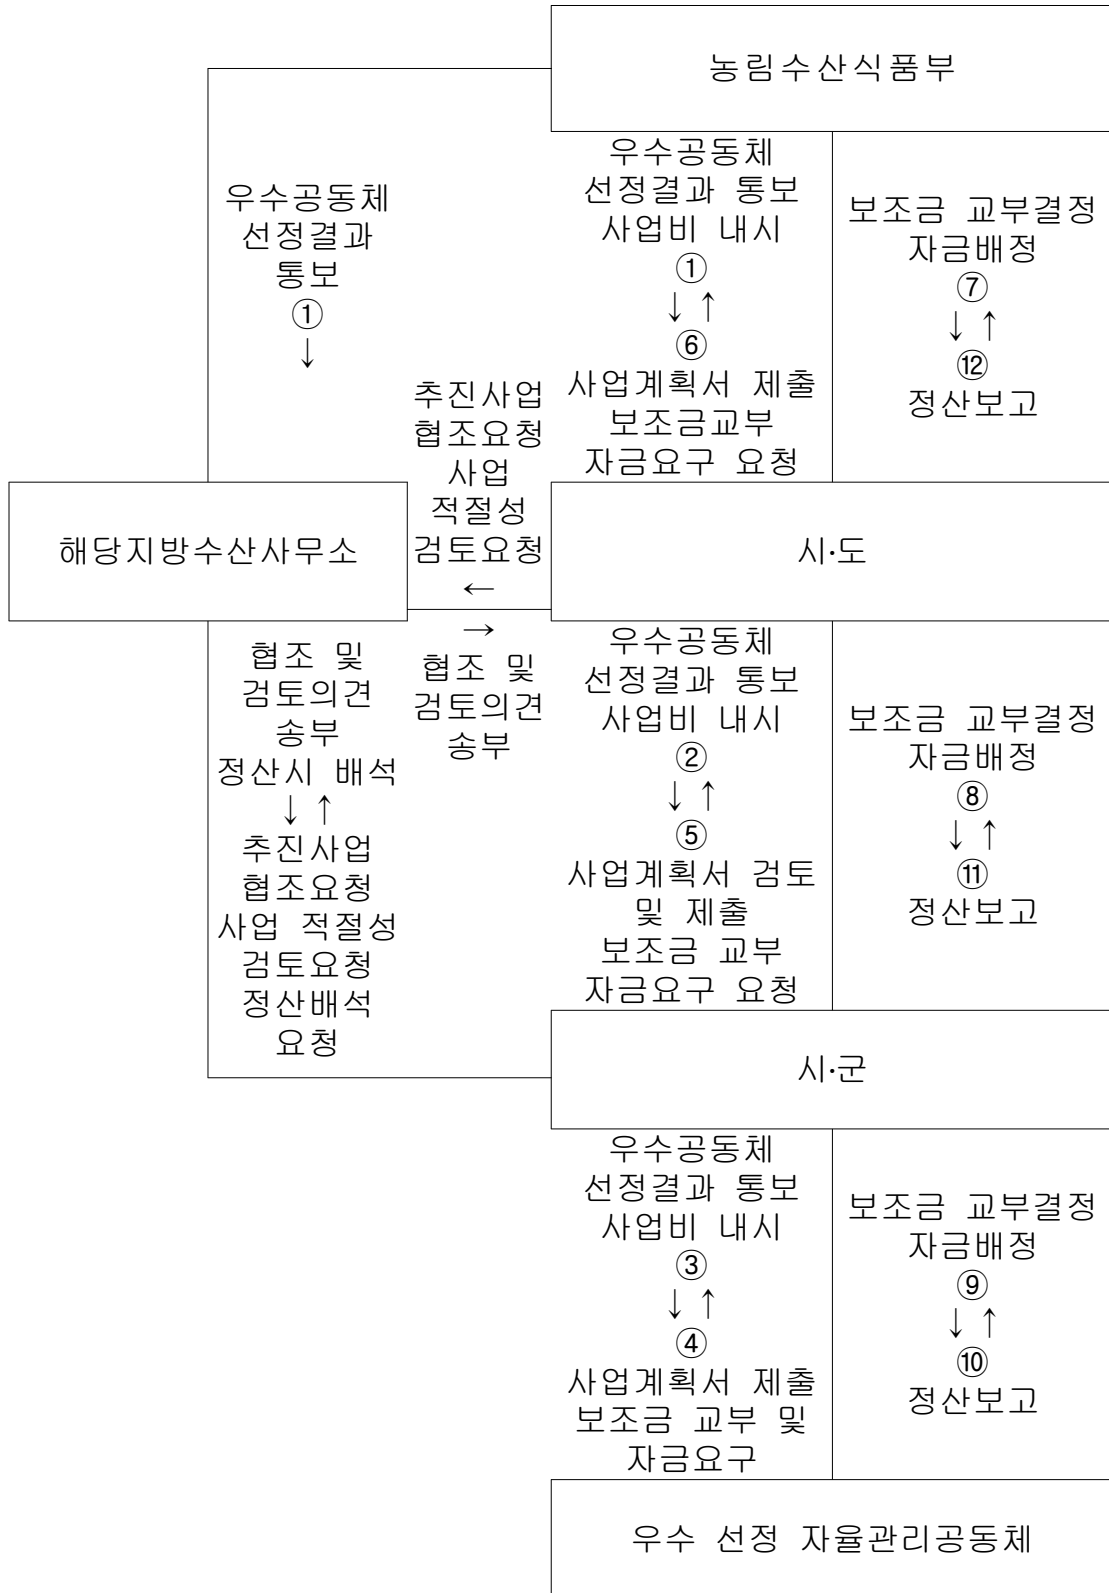 농림수산식품부
우수공동체
선정결과
통보
①
↓
우수공동체
선정결과 통보
사업비 내시
①
↓ ↑
⑥
사업계획서 제출
보조금교부
자금요구 요청
보조금 교부결정
자금배정
⑦
↓ ↑
⑫
정산보고
추진사업
협조요청
사업
적절성
검토요청
←
해당지방수산사무소
시·도
→
협조 및
검토의견
송부
협조 및
검토의견
송부
정산시 배석
↓ ↑
추진사업
협조요청
사업 적절성
검토요청
정산배석
요청
우수공동체
선정결과 통보
사업비 내시
②
↓ ↑
⑤
사업계획서 검토
및 제출
보조금 교부
자금요구 요청
보조금 교부결정
자금배정
⑧
↓ ↑
⑪
정산보고
시·군
우수공동체
선정결과 통보
사업비 내시
③
↓ ↑
④
사업계획서 제출
보조금 교부 및
자금요구
보조금 교부결정
자금배정
⑨
↓ ↑
⑩
정산보고
우수 선정 자율관리공동체